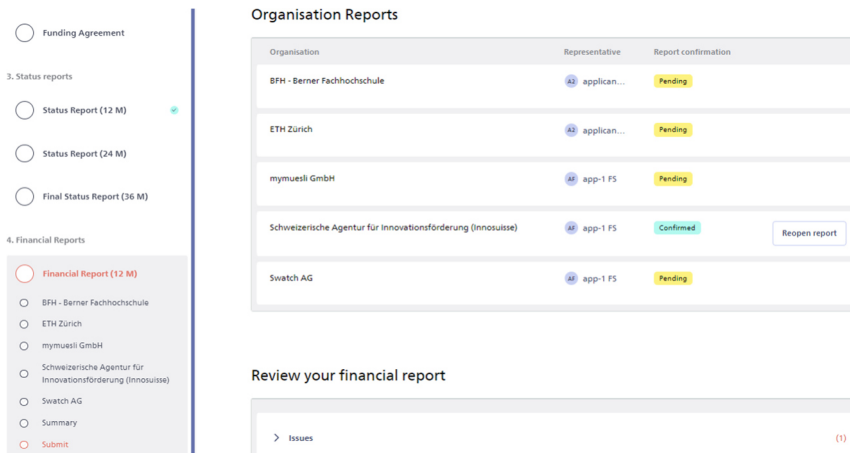 Funding Agreement
3. Status reports
Status Report (12 M)
Status Report (24 M)
Final Status Report (36 M)
4. Financial Reports
Financial Report (12 M)
BFH - Berner Fachhochschule
ETH Zürich
mymuesli GmbH
Schweizerische Agentur für
Innovationsförderung (Innosuisse)
Swatch AG
Summary
Submit
Organisation Reports
Organisation Representative Report confirmation
BFH - Berner Fachhochschule A2 applican... Pending
ETH Zürich A2 applican... Pending
mymuesli GmbH AF app-1 FS Pending
Schweizerische Agentur für Innovationsförderung (Innosuisse) AF app-1 FS Confirmed Reopen report
Swatch AG AF app-1 FS Pending
Review your financial report
Issues (1)